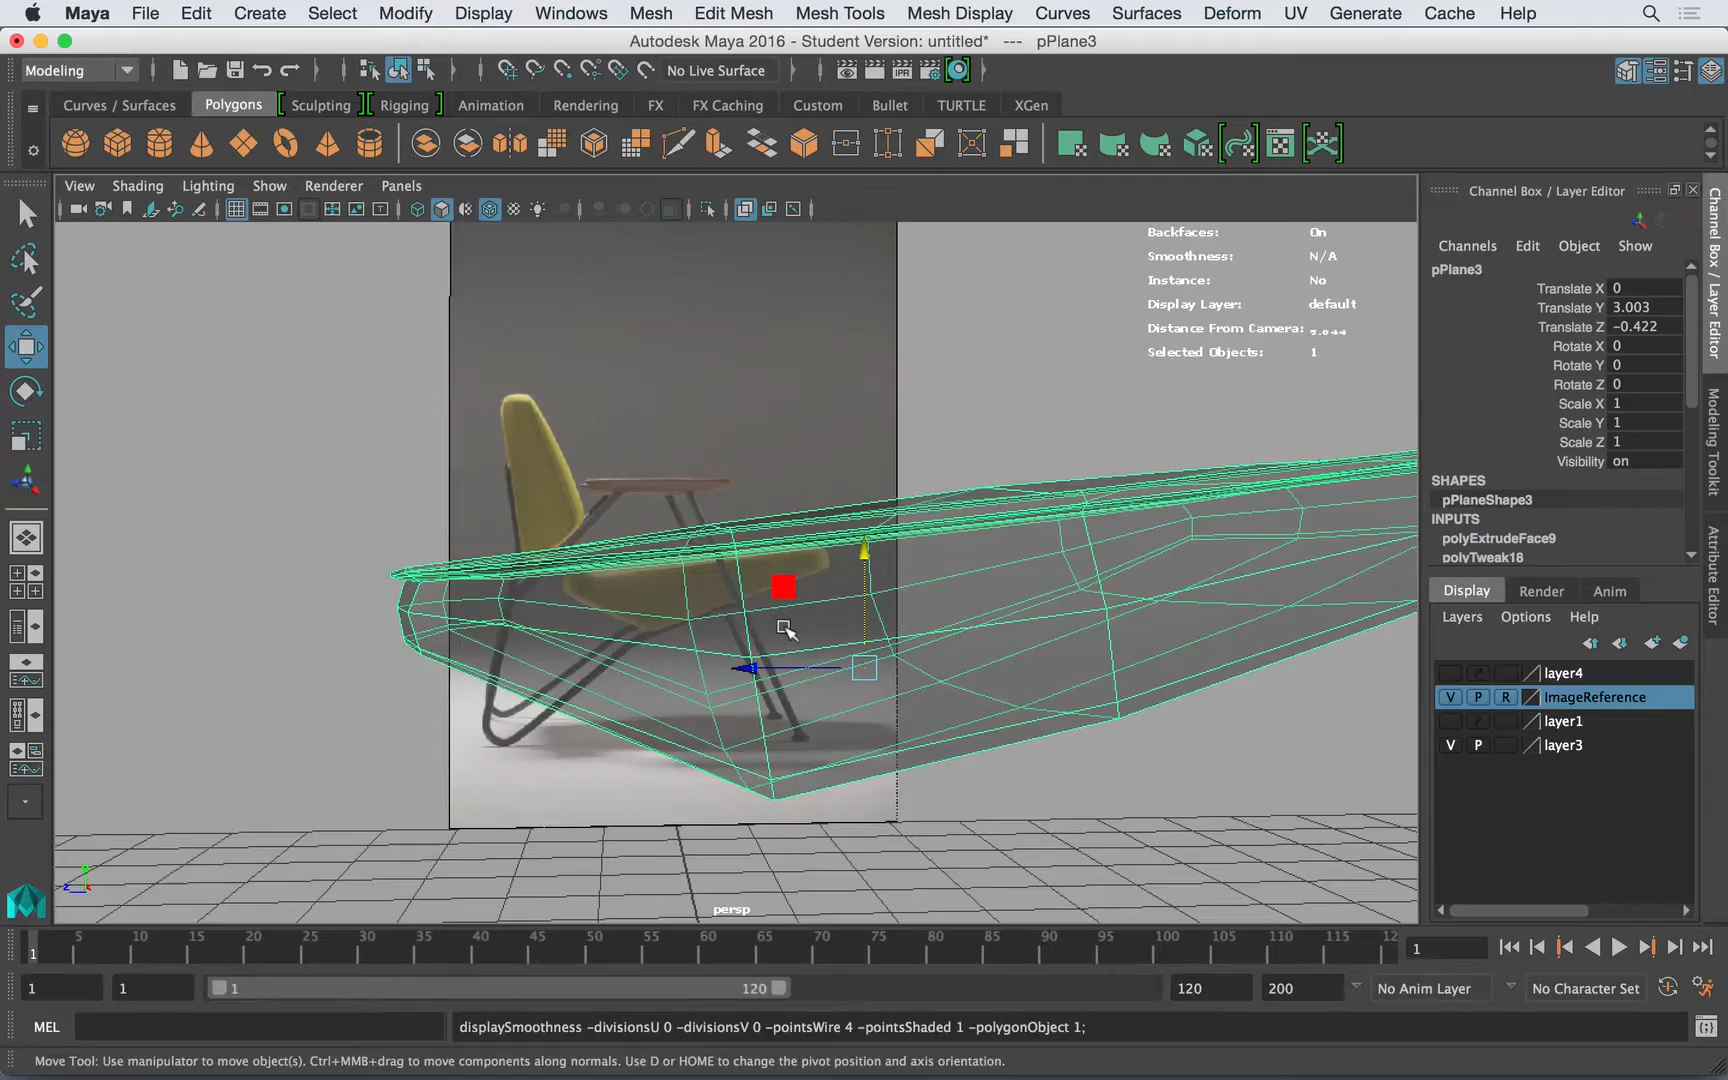 Maya File Edit Create Select Modify Display Windows Mesh Edit Mesh Mesh Tools Mesh Display Curves Surfaces Deform UV Generate Cache Help
Autodesk Maya 2016 - Student Version: untitled* --- pPlane3
Modeling
No Live Surface
IPR
Curves / Surfaces Polygons Sculpting Rigging Animation Rendering FX FX Caching Custom Bullet TURTLE XGen
View Shading Lighting Show Renderer Panels
Backfaces: On
Smoothness: N/A
Instance: No
Display Layer: default
Distance From Camera:
Selected Objects: 1
persp
Channel Box / Layer Editor
Channels Edit Object Show
pPlane3
Translate X 0
Translate Y 3.003
Translate Z -0.422
Rotate X 0
Rotate Y 0
Rotate Z 0
Scale X 1
Scale Y 1
Scale Z 1
Visibility on
SHAPES
pPlaneShape3
INPUTS
polyExtrudeFace9
polyTweak18
Display Render Anim
Layers Options Help
layer4
V P R ImageReference
layer1
V P layer3
Channel Box / Layer Editor
Modeling Toolkit
Attribute Editor
1 5 10 15 20 25 30 35 40 45 50 55 60 65 70 75 80 85 90 95 100 105 110 115 12
1
1 1 1 120 120 200 No Anim Layer No Character Set
MEL displaySmoothness -divisionsU 0 -divisionsV 0 -pointsWire 4 -pointsShaded 1 -polygonObject 1;
Move Tool: Use manipulator to move object(s). Ctrl+MMB+drag to move components along normals. Use D or HOME to change the pivot position and axis orientation.